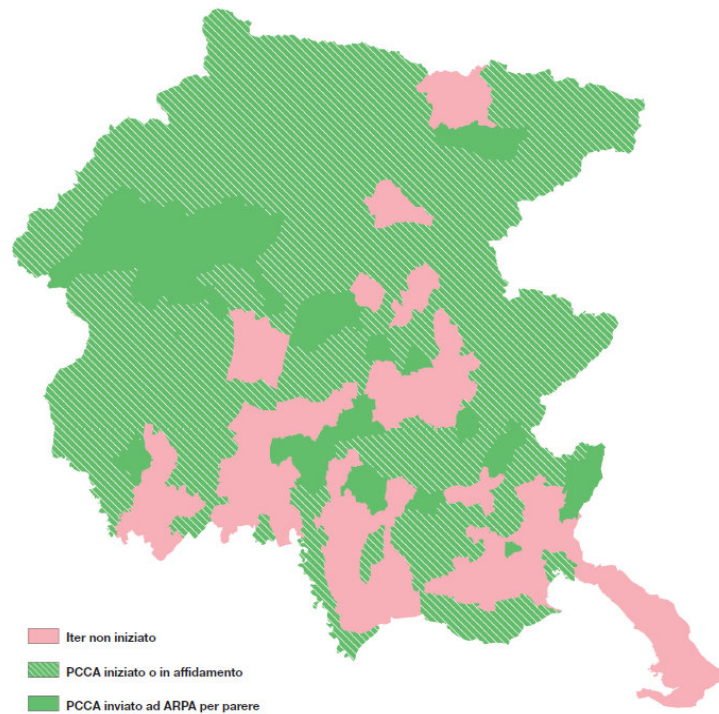 Iter non iniziato
PCCA iniziato o in affidamento
PCCA inviato ad ARPA per parere